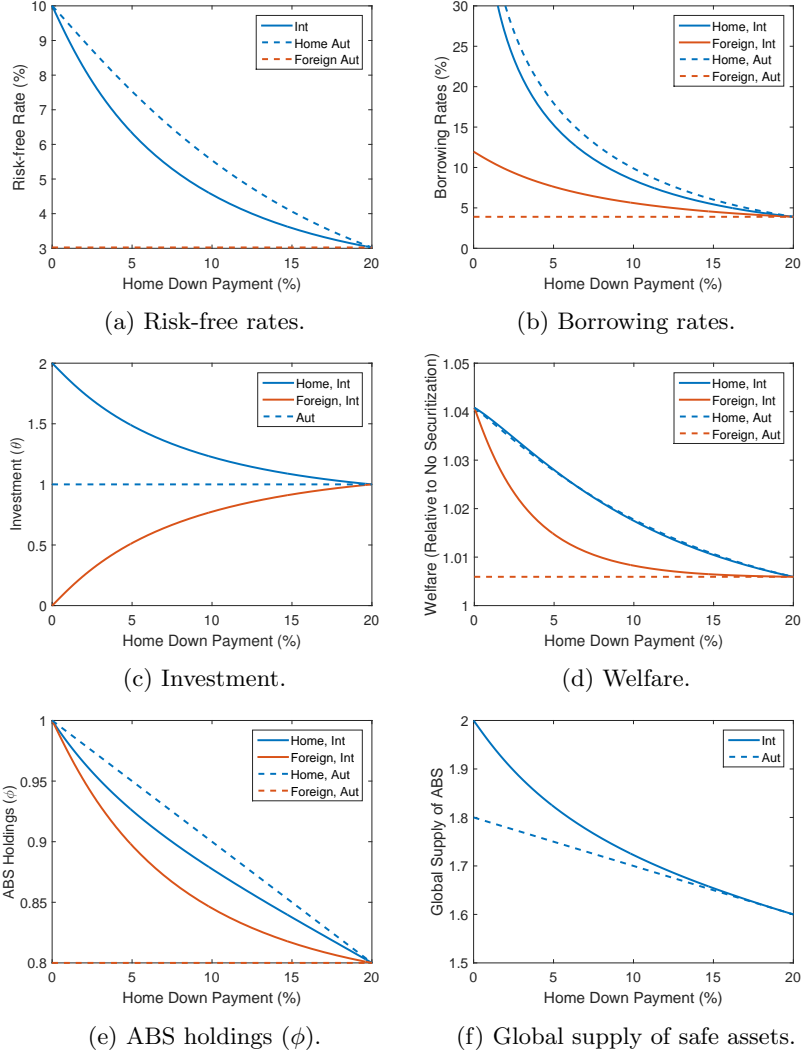 Risk-free Rate (%)
10
9
8
7
6
5
4
3
0 5 10 15 20
Home Down Payment (%)
Int
Home Aut
Foreign Aut
(a) Risk-free rates.
Borrowing Rates (%)
30
25
20
15
10
5
0
0 5 10 15 20
Home Down Payment (%)
Home, Int
Foreign, Int
Home, Aut
Foreign, Aut
(b) Borrowing rates.
Investment (θ)
2
1.5
1
0.5
0
0 5 10 15 20
Home Down Payment (%)
Home, Int
Foreign, Int
Aut
(c) Investment.
Welfare (Relative to No Securitization)
1.05
1.04
1.03
1.02
1.01
1
0 5 10 15 20
Home Down Payment (%)
Home, Int
Foreign, Int
Home, Aut
Foreign, Aut
(d) Welfare.
ABS Holdings (ϕ)
1
0.95
0.9
0.85
0.8
0 5 10 15 20
Home Down Payment (%)
Home, Int
Foreign, Int
Home, Aut
Foreign, Aut
(e) ABS holdings (ϕ).
Global Supply of ABS
2
1.9
1.8
1.7
1.6
1.5
0 5 10 15 20
Home Down Payment (%)
Int
Aut
(f) Global supply of safe assets.